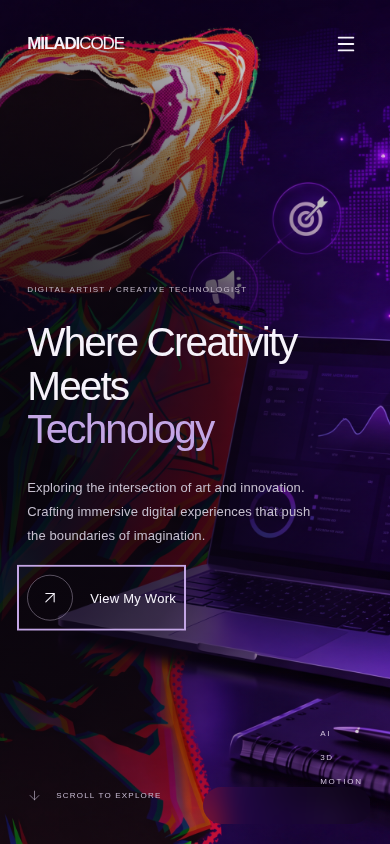 MILADICODE
DIGITAL ARTIST / CREATIVE TECHNOLOGIST
Where Creativity
Meets
Technology
Exploring the intersection of art and innovation.
Crafting immersive digital experiences that push
the boundaries of imagination.
View My Work
AI
3D
MOTION
SCROLL TO EXPLORE